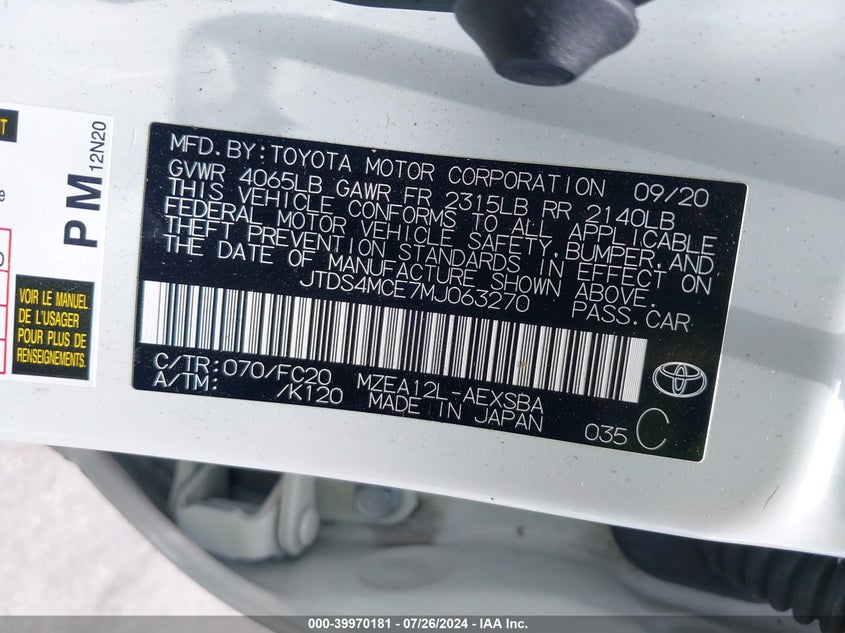 MFD.BY:TOYOTA MOTOR CORPORATION 09/20
GVWR 4065LB GAWR FR 2315LB RR 2140LB
THIS VEHICLE CONFORMS TO ALL APPLICABLE
FEDERAL MOTOR VEHICLE SAFETY, BUMPER, AND
THEFT PREVENTION STANDARDS IN EFFECT ON
THE DATE OF MANUFACTURE SHOWN ABOVE.
JTDS4MCE7MJ063270 PASS.CAR
C/TR:070/FC20 MZEA12L-AEXSBA
A/TM: /K120 MADE IN JAPAN 035 C
PM 12N20
VOIR LE MANUEL
DE L'USAGER
POUR PLUS DE
RENSEIGNEMENTS.
000-39970181 - 07/26/2024 - IAA Inc.